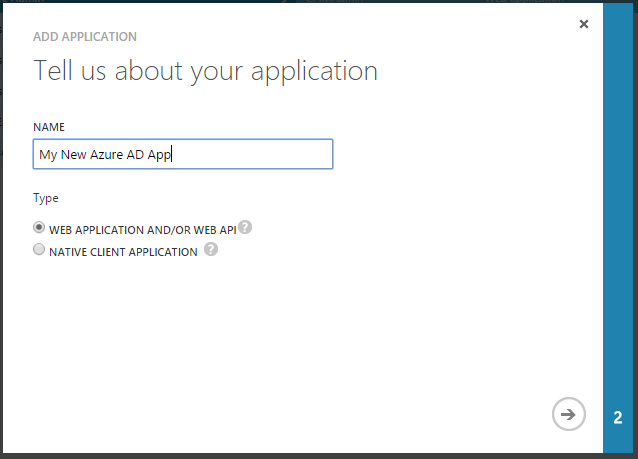 ADD APPLICATION
Tell us about your application
NAME
My New Azure AD App
Type
WEB APPLICATION AND/OR WEB API ?
NATIVE CLIENT APPLICATION ?
2